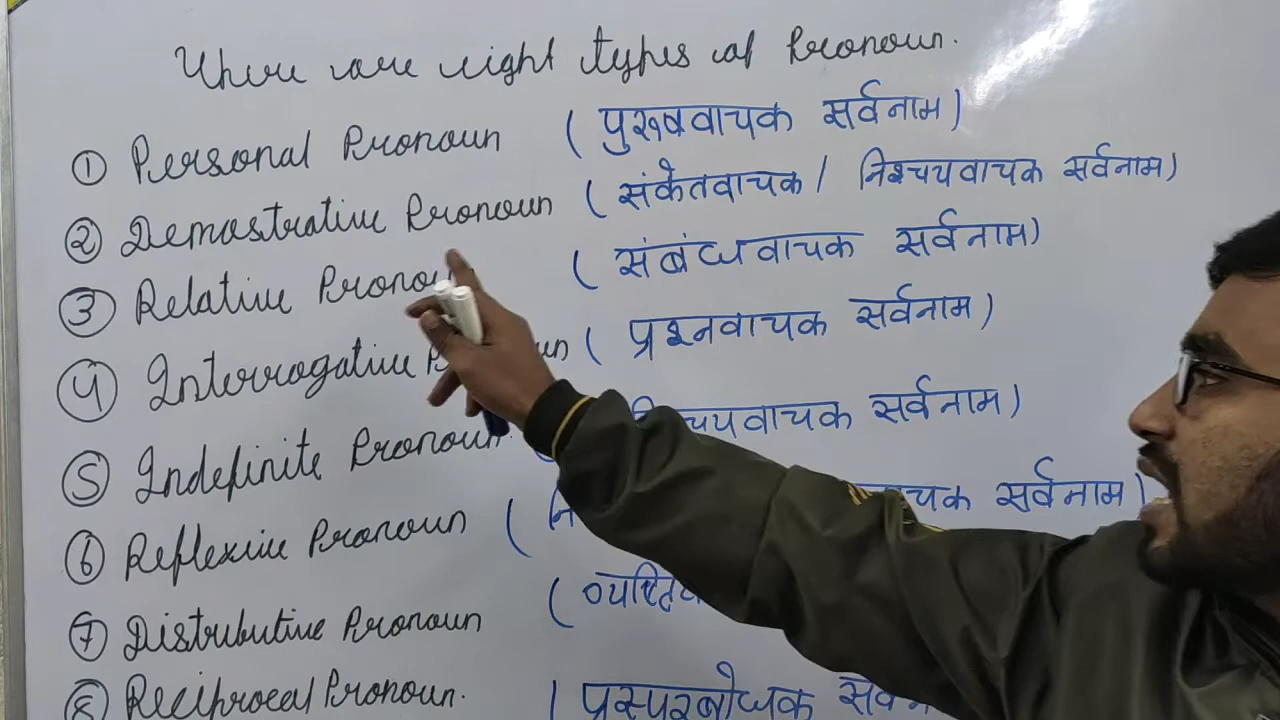 There are eight types of Pronoun.
① Personal Pronoun (पुरुषवाचक सर्वनाम)
② Demostrative Pronoun (संकेतवाचक / निश्चयवाचक सर्वनाम)
③ Relative (संबंधवाचक सर्वनाम)
④ Interrogative (प्रश्नवाचक सर्वनाम)
⑤ Indefinite Pronoun सर्वनाम)
⑥ Reflexive Pronoun ( सर्वनाम)
⑦ Distributive Pronoun (
⑧ Reciprocal Pronoun. (प्रस्परबोधक